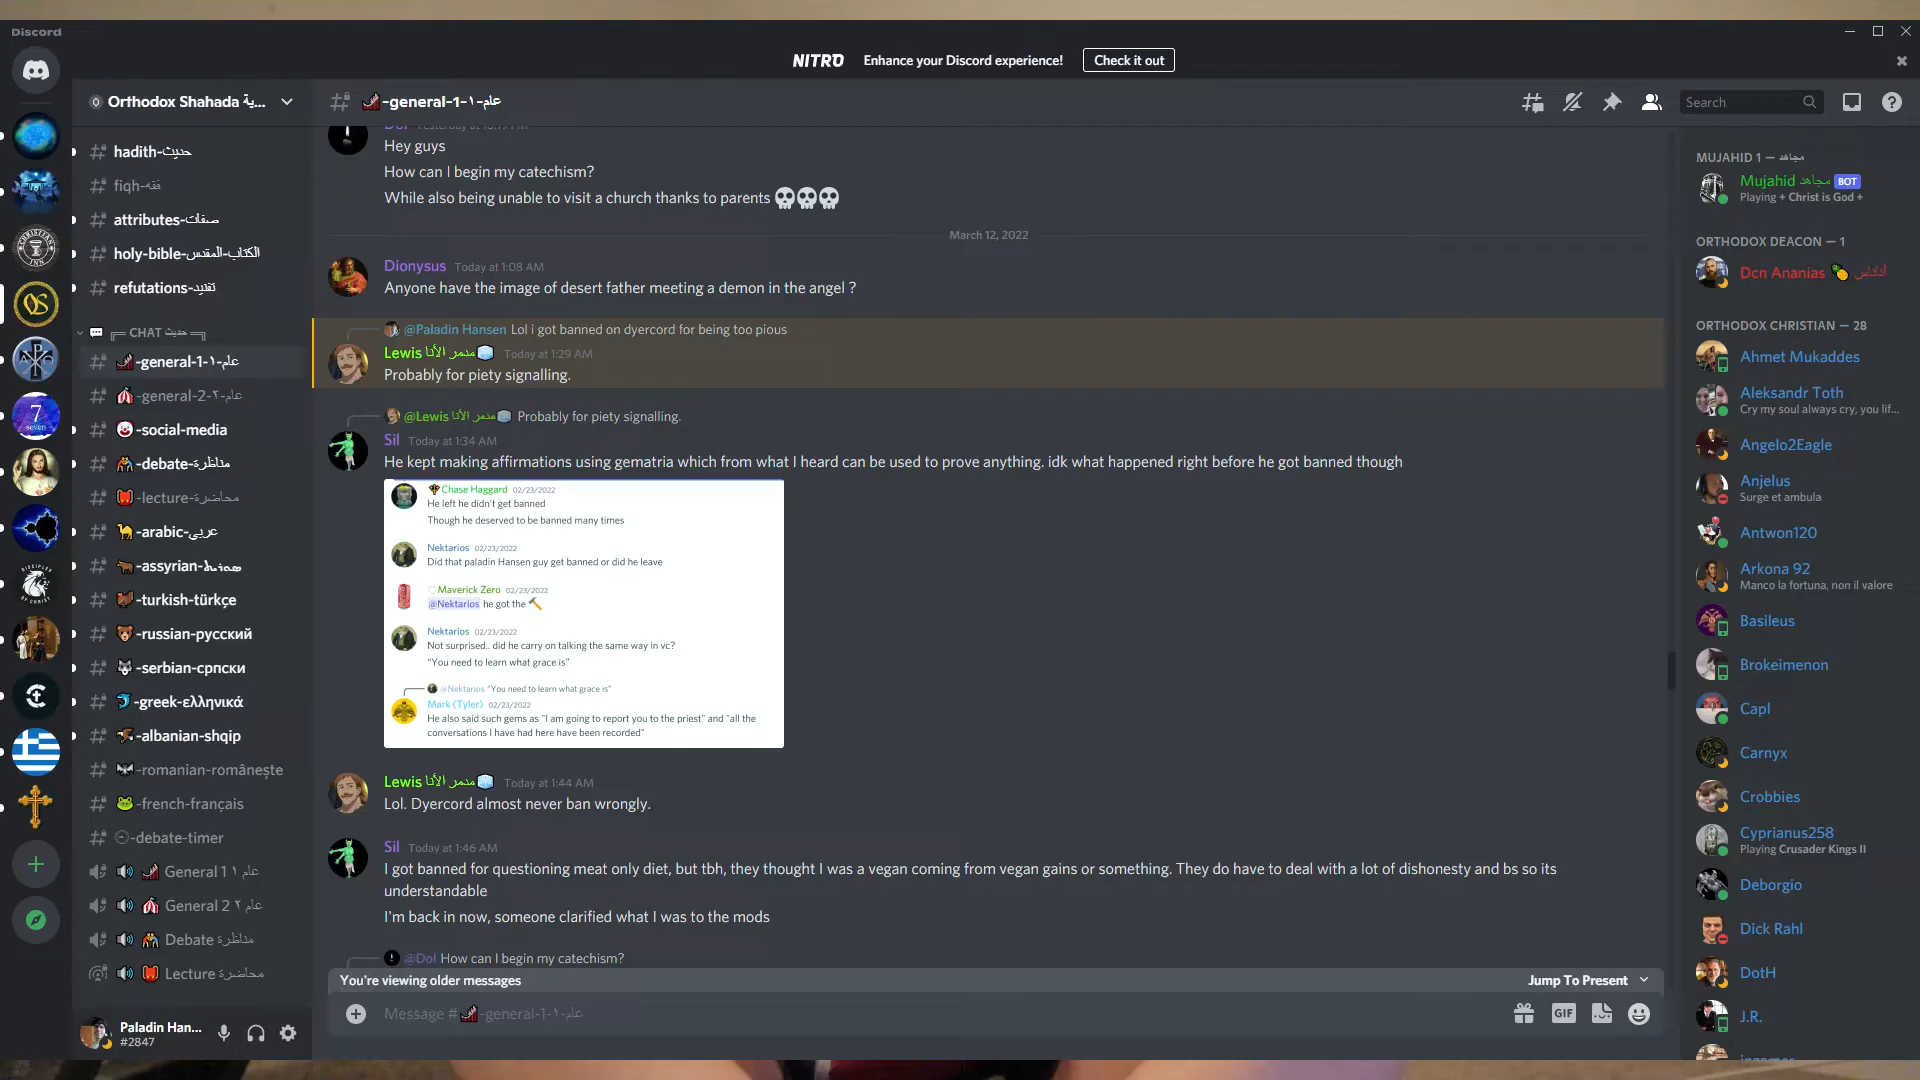 Discord
NITRO Enhance your Discord experience! Check it out
Orthodox Shahada ية...
-general-1-١-عام
Search
hadith-حديث
fiqh-فقه
attributes-صفات
holy-bible-الكتاب-المقدس
refutations-تفنيد
CHAT حديث
-general-1-١-عام
-general-2-٢-عام
-social-media
-debate-مناظرة
-lecture-محاضرة
-arabic-عربي
-assyrian-
-turkish-türkçe
-russian-русский
-serbian-српски
-greek-ελληνικά
-albanian-shqip
-romanian-românește
-french-français
-debate-timer
General 1 عام ١
General 2 عام ٢
Debate مناظرة
Lecture محاضرة
Paladin Han...
#2847
Hey guys
How can I begin my catechism?
While also being unable to visit a church thanks to parents 💀💀💀
March 12, 2022
Dionysus Today at 1:08 AM
Anyone have the image of desert father meeting a demon in the angel ?
@Paladin Hansen Lol i got banned on dyercord for being too pious
Lewis مدمر الأنا Today at 1:29 AM
Probably for piety signalling.
@Lewis مدمر الأنا Probably for piety signalling.
Sil Today at 1:34 AM
He kept making affirmations using gematria which from what I heard can be used to prove anything. idk what happened right before he got banned though
Chase Haggard 02/23/2022
He left he didn't get banned
Though he deserved to be banned many times
Nektarios 02/23/2022
Did that paladin Hansen guy get banned or did he leave
Maverick Zero 02/23/2022
@Nektarios he got the 🔨
Nektarios 02/23/2022
Not surprised.. did he carry on talking the same way in vc?
"You need to learn what grace is"
@Nektarios "You need to learn what grace is"
Mark (Tyler) 02/23/2022
He also said such gems as "I am going to report you to the priest" and "all the
conversations I have had here have been recorded"
Lewis مدمر الأنا Today at 1:44 AM
Lol. Dyercord almost never ban wrongly.
Sil Today at 1:46 AM
I got banned for questioning meat only diet, but tbh, they thought I was a vegan coming from vegan gains or something. They do have to deal with a lot of dishonesty and bs so its
understandable
I'm back in now, someone clarified what I was to the mods
@Dol How can I begin my catechism?
You're viewing older messages Jump To Present
Message #-general-1-١-عام
GIF
MUJAHID 1 — مجاهد
Mujahid مجاهد BOT
Playing + Christ is God +
ORTHODOX DEACON — 1
Dcn Ananias
ORTHODOX CHRISTIAN — 28
Ahmet Mukaddes
Aleksandr Toth
Cry my soul always cry, you lif...
Angelo2Eagle
Anjelus
Surge et ambula
Antwon120
Arkona 92
Manco la fortuna, non il valore
Basileus
Brokeimenon
Capl
Carnyx
Crobbies
Cyprianus258
Playing Crusader Kings II
Deborgio
Dick Rahl
DotH
J.R.